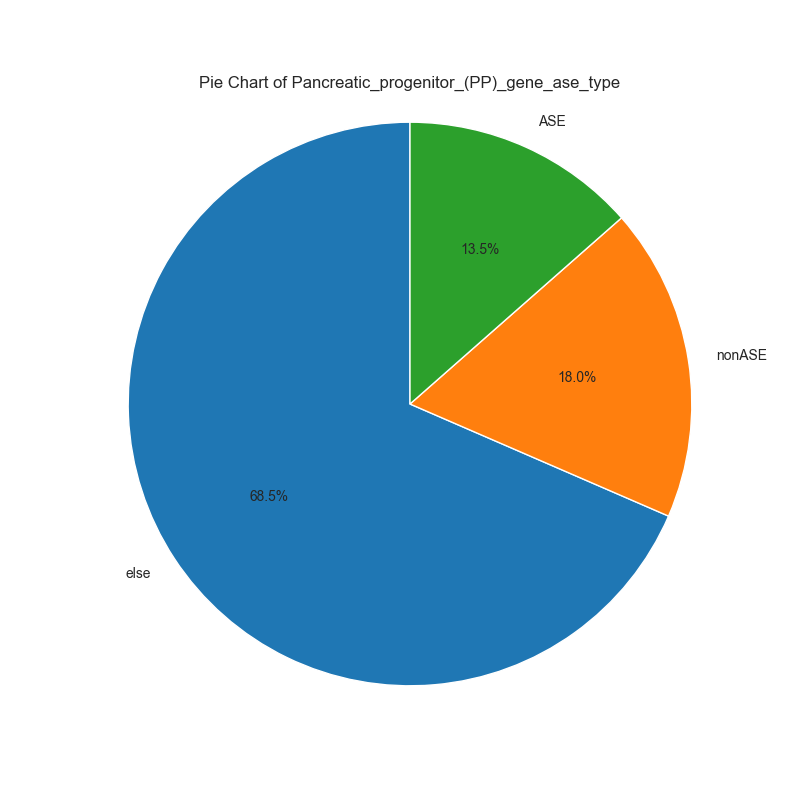 Pie Chart of Pancreatic_progenitor_(PP)_gene_ase_type
ASE
13.5%
nonASE
18.0%
68.5%
else